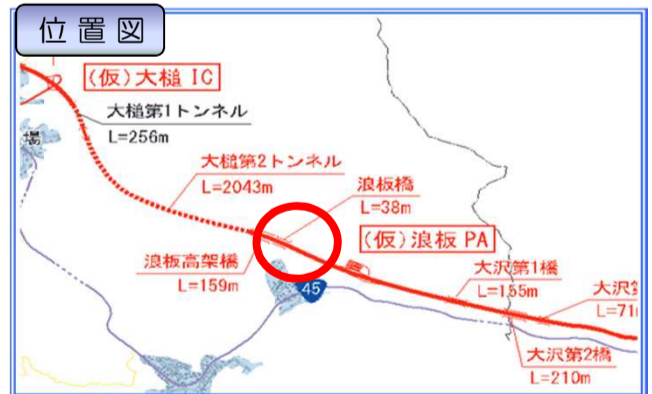 位置図
(仮)大槌 IC
大槌第1トンネル
L=256m
場
大槌第2トンネル
L=2043m
浪板橋
L=38m
(仮)浪板 PA
浪板高架橋
L=159m
45
大沢第1橋
L=155m
大沢第
L=71m
大沢第2橋
L=210m